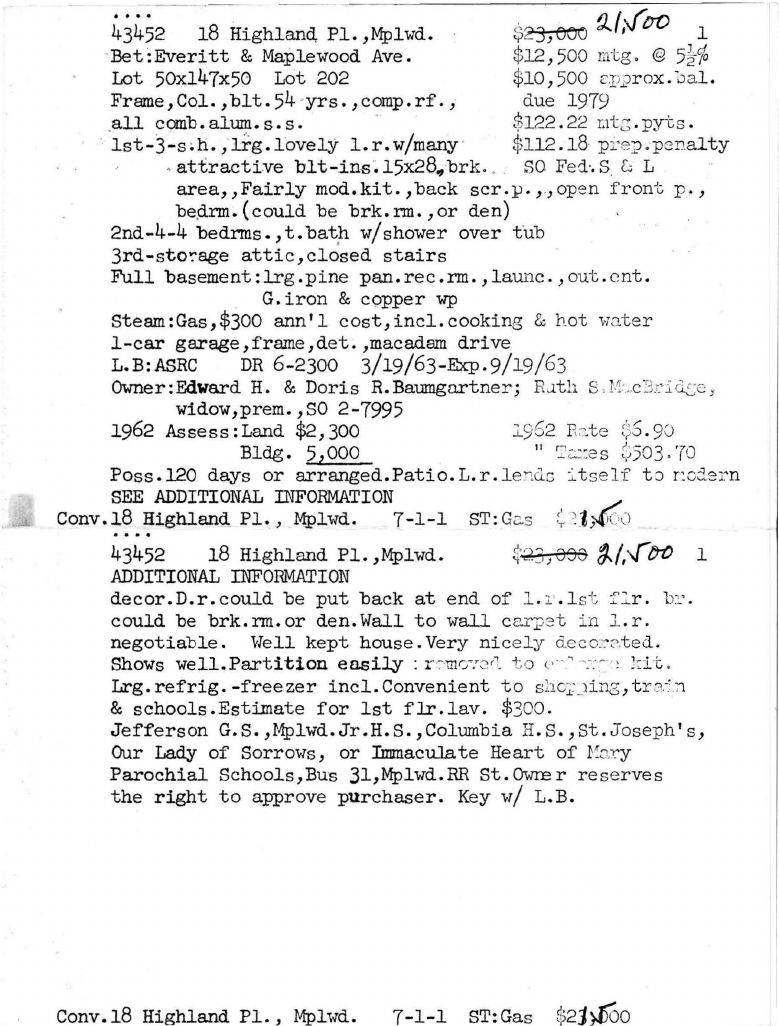 ....
43452 18 Highland Pl.,Mplwd. $23,000 21,500 1
Bet:Everitt & Maplewood Ave. $12,500 mtg. @ 5½%
Lot 50x147x50 Lot 202 $10,500 approx.bal.
Frame,Col.,blt.54 yrs.,comp.rf., due 1979
all comb.alum.s.s. $122.22 mtg.pyts.
1st-3-s.h.,lrg.lovely l.r.w/many $112.18 prep.penalty
attractive blt-ins.15x28,brk. SO Fed.S & L
area,,Fairly mod.kit.,back scr.p.,,open front p.,
bedrm.(could be brk.rm.,or den)
2nd-4-4 bedrms.,t.bath w/shower over tub
3rd-storage attic,closed stairs
Full basement:lrg.pine pan.rec.rm.,launc.,out.ent.
G.iron & copper wp
Steam:Gas,$300 ann'l cost,incl.cooking & hot water
1-car garage,frame,det.,macadam drive
L.B:ASRC DR 6-2300 3/19/63-Exp.9/19/63
Owner:Edward H. & Doris R.Baumgartner; Ruth S.MacBridge,
widow,prem.,SO 2-7995
1962 Assess:Land $2,300 1962 Rate $6.90
Bldg. 5,000 " Taxes $503.70
Poss.120 days or arranged.Patio.L.r.lends itself to modern
SEE ADDITIONAL INFORMATION
Conv.18 Highland Pl., Mplwd. 7-1-1 ST:Gas $21,500
....
43452 18 Highland Pl.,Mplwd. $23,000 21,500 1
ADDITIONAL INFORMATION
decor.D.r.could be put back at end of l.r.1st flr. br.
could be brk.rm.or den.Wall to wall carpet in l.r.
negotiable. Well kept house.Very nicely decorated.
Shows well.Partition easily :removed to enlarge kit.
Lrg.refrig.-freezer incl.Convenient to shopping,train
& schools.Estimate for 1st flr.lav. $300.
Jefferson G.S.,Mplwd.Jr.H.S.,Columbia H.S.,St.Joseph's,
Our Lady of Sorrows, or Immaculate Heart of Mary
Parochial Schools,Bus 31,Mplwd.RR St.Owner reserves
the right to approve purchaser. Key w/ L.B.
Conv.18 Highland Pl., Mplwd. 7-1-1 ST:Gas $21,500